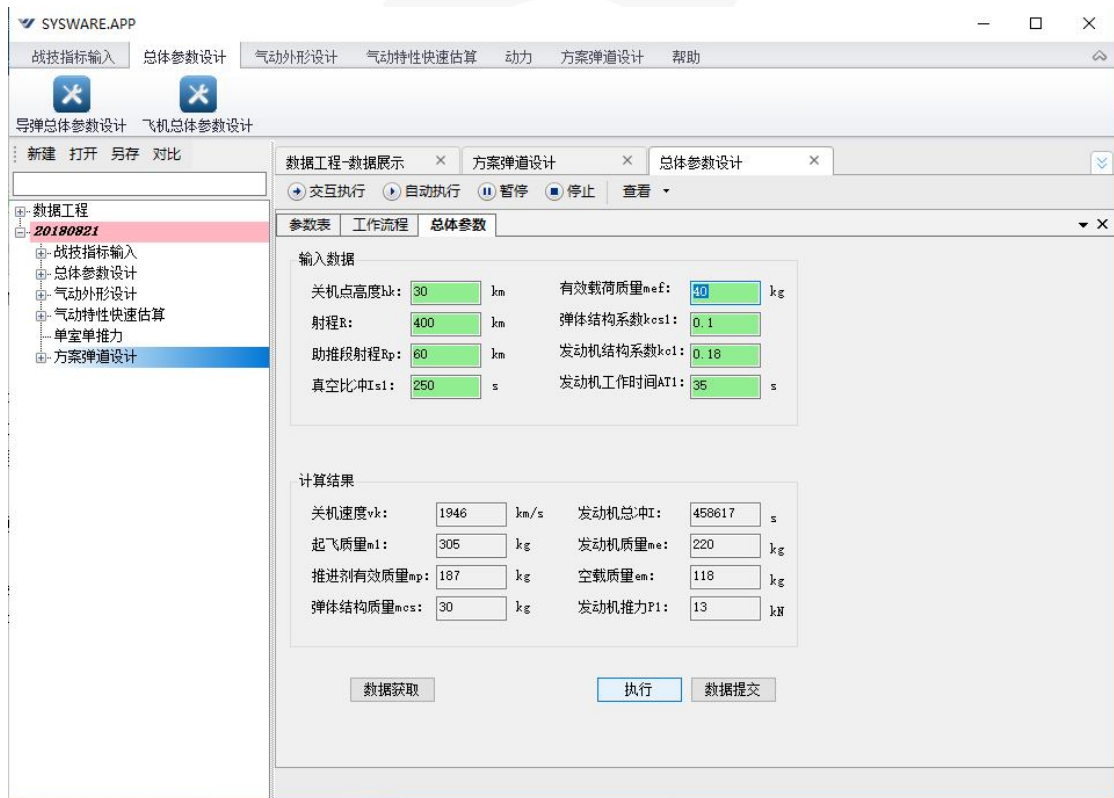 SYSWARE.APP
战技指标输入 总体参数设计 气动外形设计 气动特性快速估算 动力 方案弹道设计 帮助
导弹总体参数设计 飞机总体参数设计
新建 打开 另存 对比
数据工程-数据展示 方案弹道设计 总体参数设计
交互执行 自动执行 暂停 停止 查看
数据工程
20180821
战技指标输入
总体参数设计
气动外形设计
气动特性快速估算
单室单推力
方案弹道设计
参数表 工作流程 总体参数
输入数据
关机点高度hk: 30 km 有效载荷质量mef: 40 kg
射程R: 400 km 弹体结构系数kcs1: 0.1
助推段射程Rp: 60 km 发动机结构系数kc1: 0.18
真空比冲Is1: 250 s 发动机工作时间AT1: 35 s
计算结果
关机速度vk: 1946 km/s 发动机总冲I: 458617 s
起飞质量m1: 305 kg 发动机质量me: 220 kg
推进剂有效质量mp: 187 kg 空载质量em: 118 kg
弹体结构质量mcs: 30 kg 发动机推力P1: 13 kN
数据获取 执行 数据提交